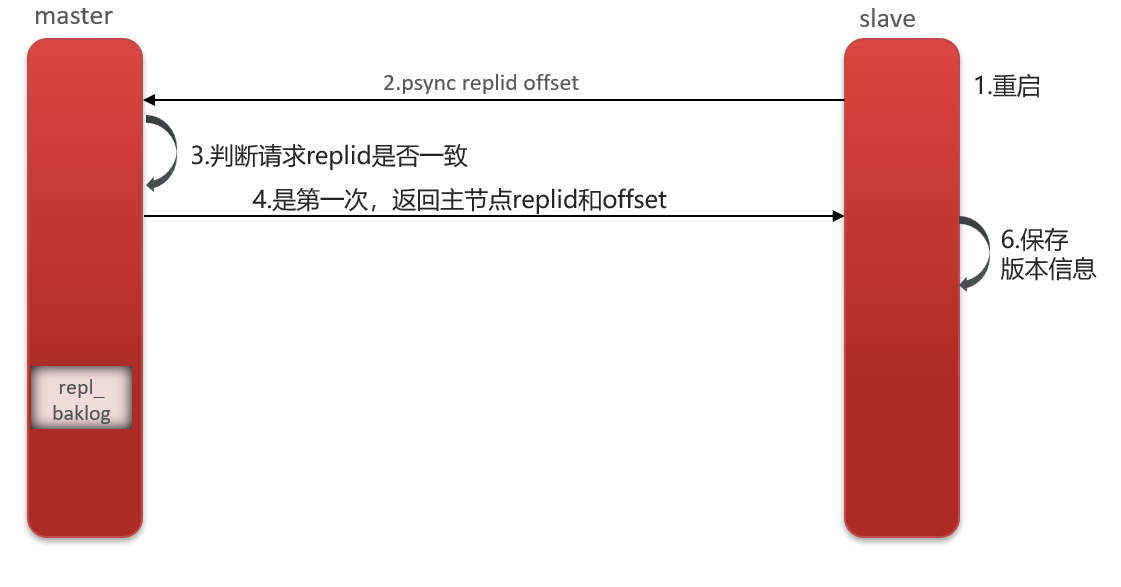 master
slave
2.psync replid offset
1.重启
3.判断请求replid是否一致
4.是第一次，返回主节点replid和offset
6.保存
版本信息
repl_
baklog